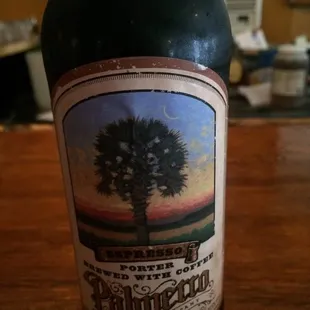 ESPRESSO
PORTER
BREWED WITH COFFEE
Palmetto